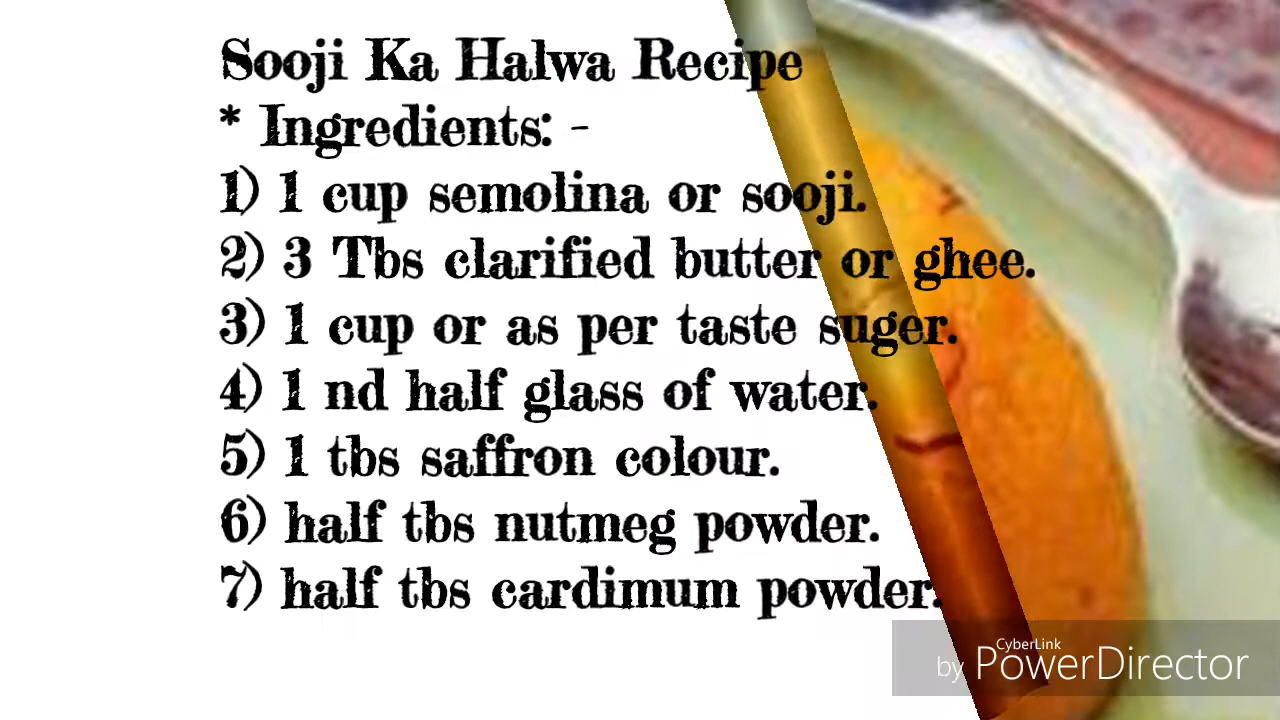 Sooji Ka Halwa Recipe
* Ingredients: -
1) 1 cup semolina or sooji.
2) 3 Tbs clarified butter or ghee.
3) 1 cup or as per taste suger.
4) 1 nd half glass of water.
5) 1 tbs saffron colour.
6) half tbs nutmeg powder.
7) half tbs cardimum powder.
CyberLink
by PowerDirector